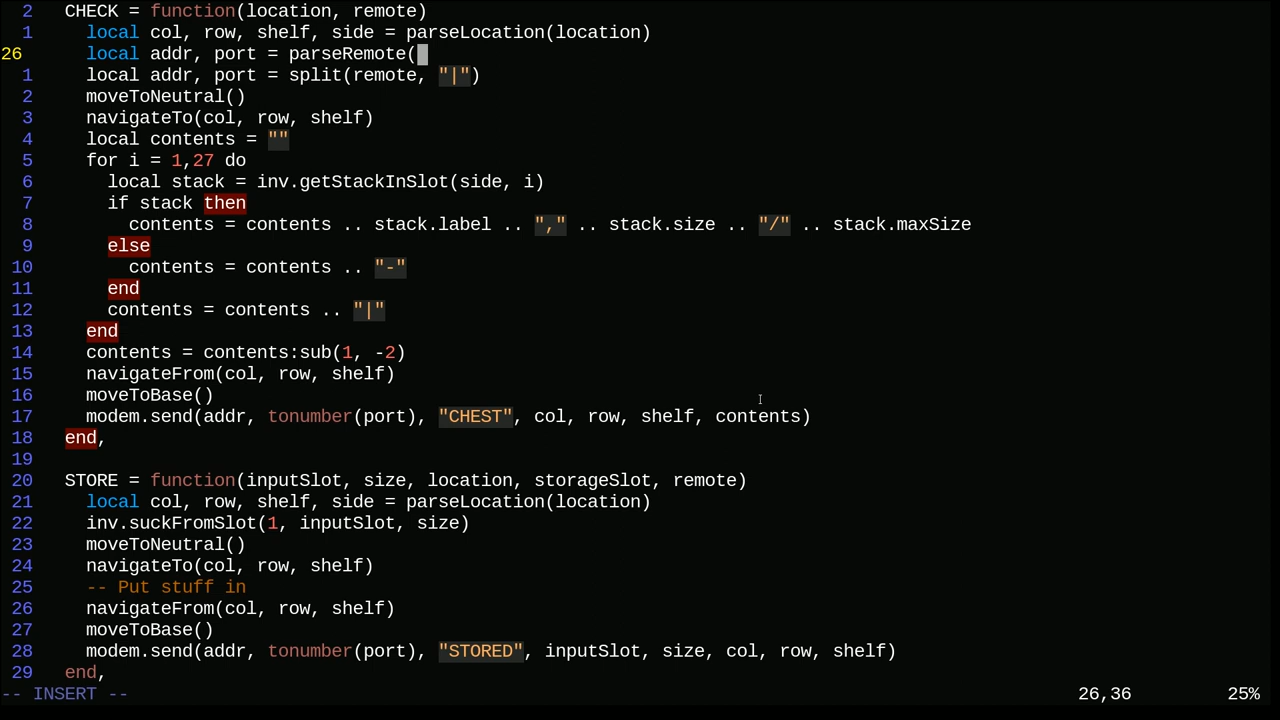 2   CHECK = function(location, remote)
1     local col, row, shelf, side = parseLocation(location)
26      local addr, port = parseRemote(
1     local addr, port = split(remote, "|")
2     moveToNeutral()
3     navigateTo(col, row, shelf)
4     local contents = ""
5     for i = 1,27 do
6       local stack = inv.getStackInSlot(side, i)
7       if stack then
8         contents = contents .. stack.label .. "," .. stack.size .. "/" .. stack.maxSize
9       else
10         contents = contents .. "-"
11       end
12       contents = contents .. "|"
13     end
14     contents = contents:sub(1, -2)
15     navigateFrom(col, row, shelf)
16     moveToBase()
17     modem.send(addr, tonumber(port), "CHEST", col, row, shelf, contents)
18   end,
19
20   STORE = function(inputSlot, size, location, storageSlot, remote)
21     local col, row, shelf, side = parseLocation(location)
22     inv.suckFromSlot(1, inputSlot, size)
23     moveToNeutral()
24     navigateTo(col, row, shelf)
25     -- Put stuff in
26     navigateFrom(col, row, shelf)
27     moveToBase()
28     modem.send(addr, tonumber(port), "STORED", inputSlot, size, col, row, shelf)
29   end,
-- INSERT -- 26,36 25%